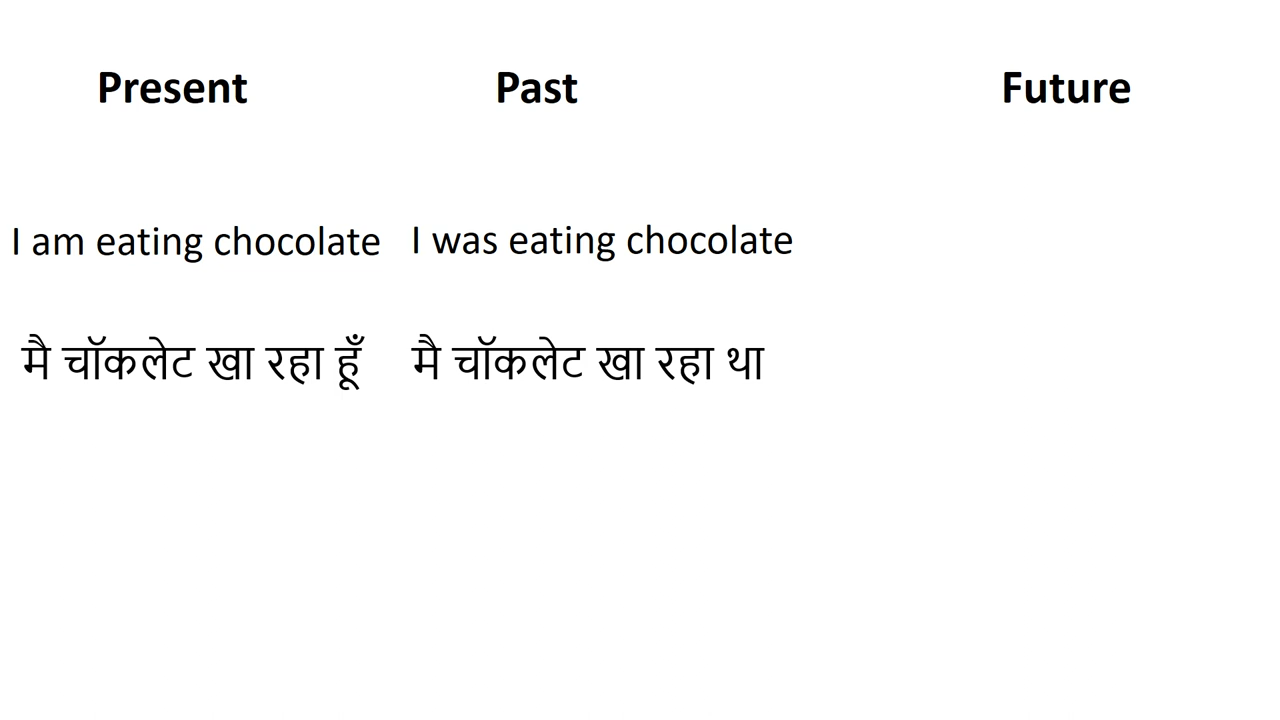 Present Past Future
I am eating chocolate I was eating chocolate
मै चॉकलेट खा रहा हूँ मै चॉकलेट खा रहा था